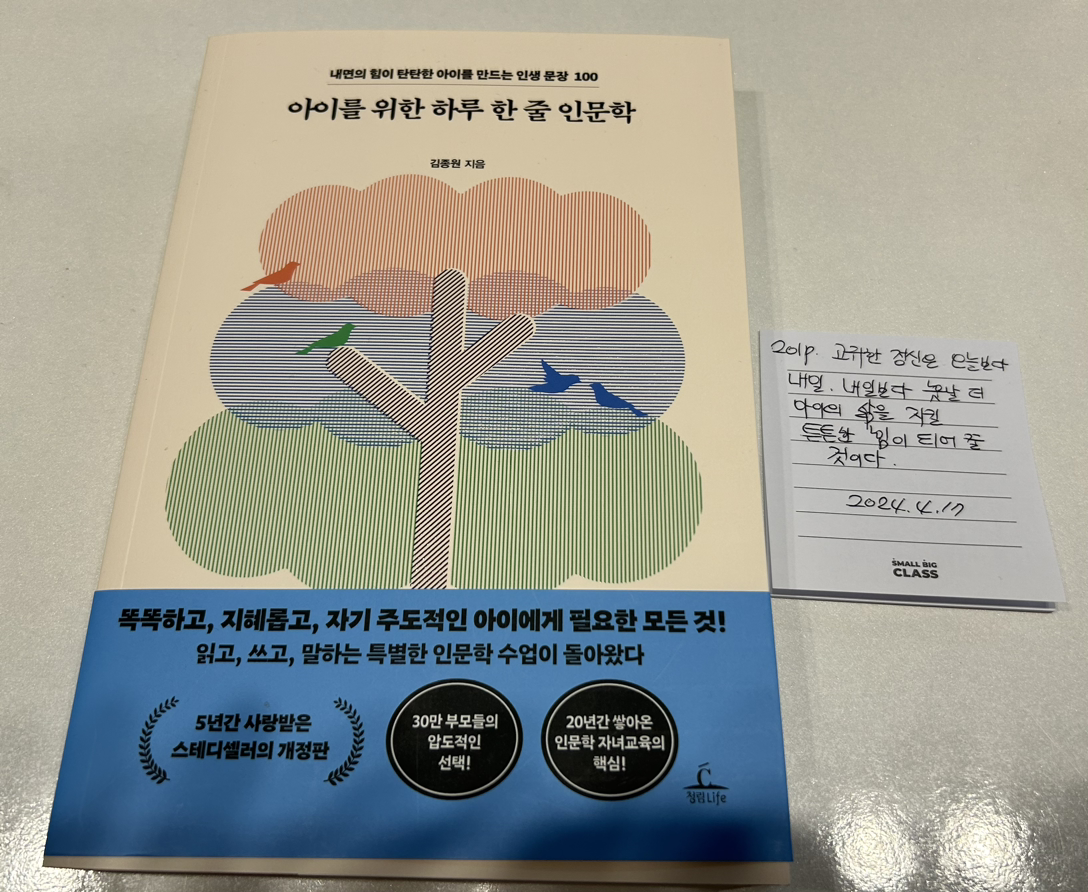 내면의 힘이 탄탄한 아이를 만드는 인생 문장 100
아이를 위한 하루 한 줄 인문학
김종원 지음
똑똑하고, 지혜롭고, 자기 주도적인 아이에게 필요한 모든 것!
읽고, 쓰고, 말하는 특별한 인문학 수업이 돌아왔다
5년간 사랑받은
스테디셀러의 개정판
30만 부모들의
압도적인
선택!
20년간 쌓아온
인문학 자녀교육의
핵심!
청림Life
201p. 고귀한 정신은 오늘보다
내일. 내일보다 훗날 더
아이의 삶을 지킬
튼튼한 힘이 되어 줄
것이다.
2024.4.17
SMALL BIG
CLASS